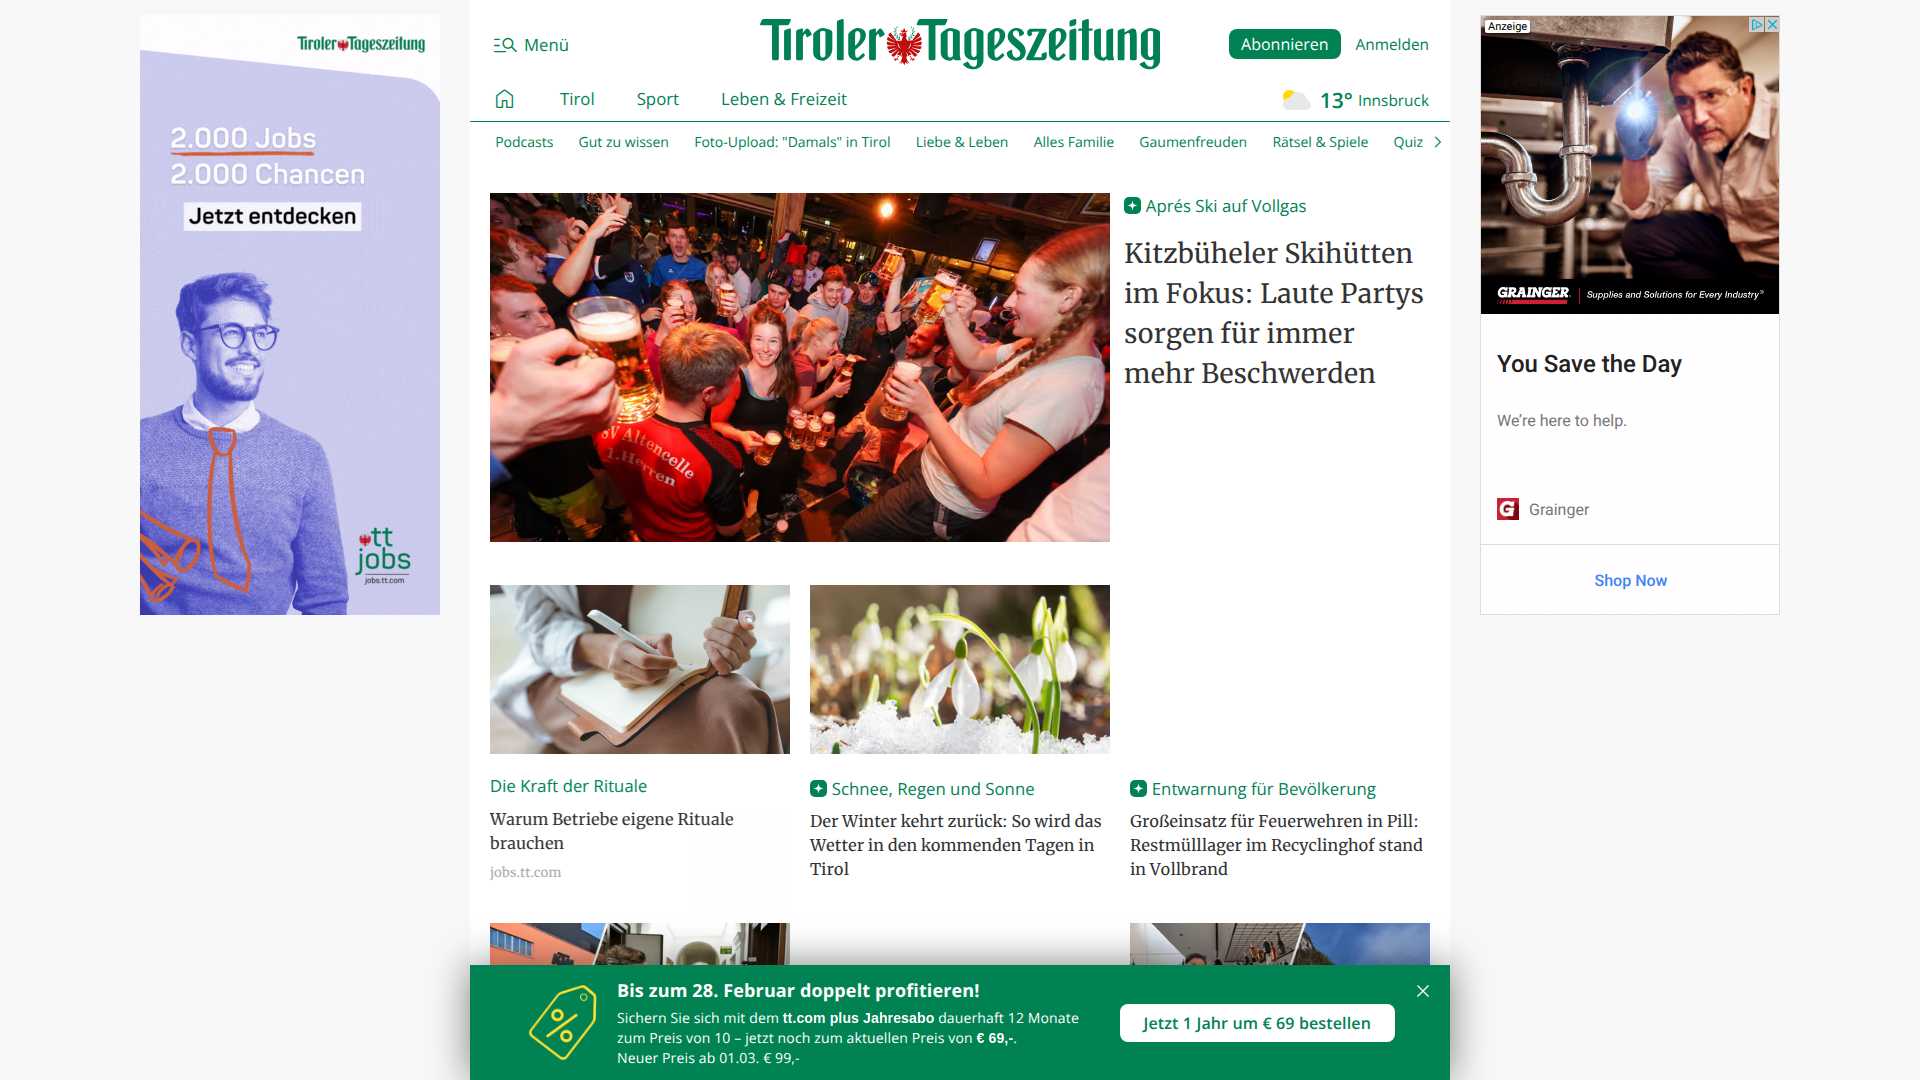 Tiroler Tageszeitung
2.000 Jobs
2.000 Chancen
Jetzt entdecken
tt
jobs
jobs.tt.com
Menü
Tiroler Tageszeitung
Abonnieren
Anmelden
Tirol
Sport
Leben & Freizeit
13° Innsbruck
Podcasts
Gut zu wissen
Foto-Upload: "Damals" in Tirol
Liebe & Leben
Alles Familie
Gaumenfreuden
Rätsel & Spiele
Quiz
SV Altencelle
1. Herren
Aprés Ski auf Vollgas
Kitzbüheler Skihütten
im Fokus: Laute Partys
sorgen für immer
mehr Beschwerden
Die Kraft der Rituale
Warum Betriebe eigene Rituale
brauchen
jobs.tt.com
Schnee, Regen und Sonne
Der Winter kehrt zurück: So wird das
Wetter in den kommenden Tagen in
Tirol
Entwarnung für Bevölkerung
Großeinsatz für Feuerwehren in Pill:
Restmülllager im Recyclinghof stand
in Vollbrand
Bis zum 28. Februar doppelt profitieren!
Sichern Sie sich mit dem tt.com plus Jahresabo dauerhaft 12 Monate
zum Preis von 10 – jetzt noch zum aktuellen Preis von € 69,-.
Neuer Preis ab 01.03. € 99,-
Jetzt 1 Jahr um € 69 bestellen
Anzeige
GRAINGER
Supplies and Solutions for Every Industry®
You Save the Day
We're here to help.
G
Grainger
Shop Now